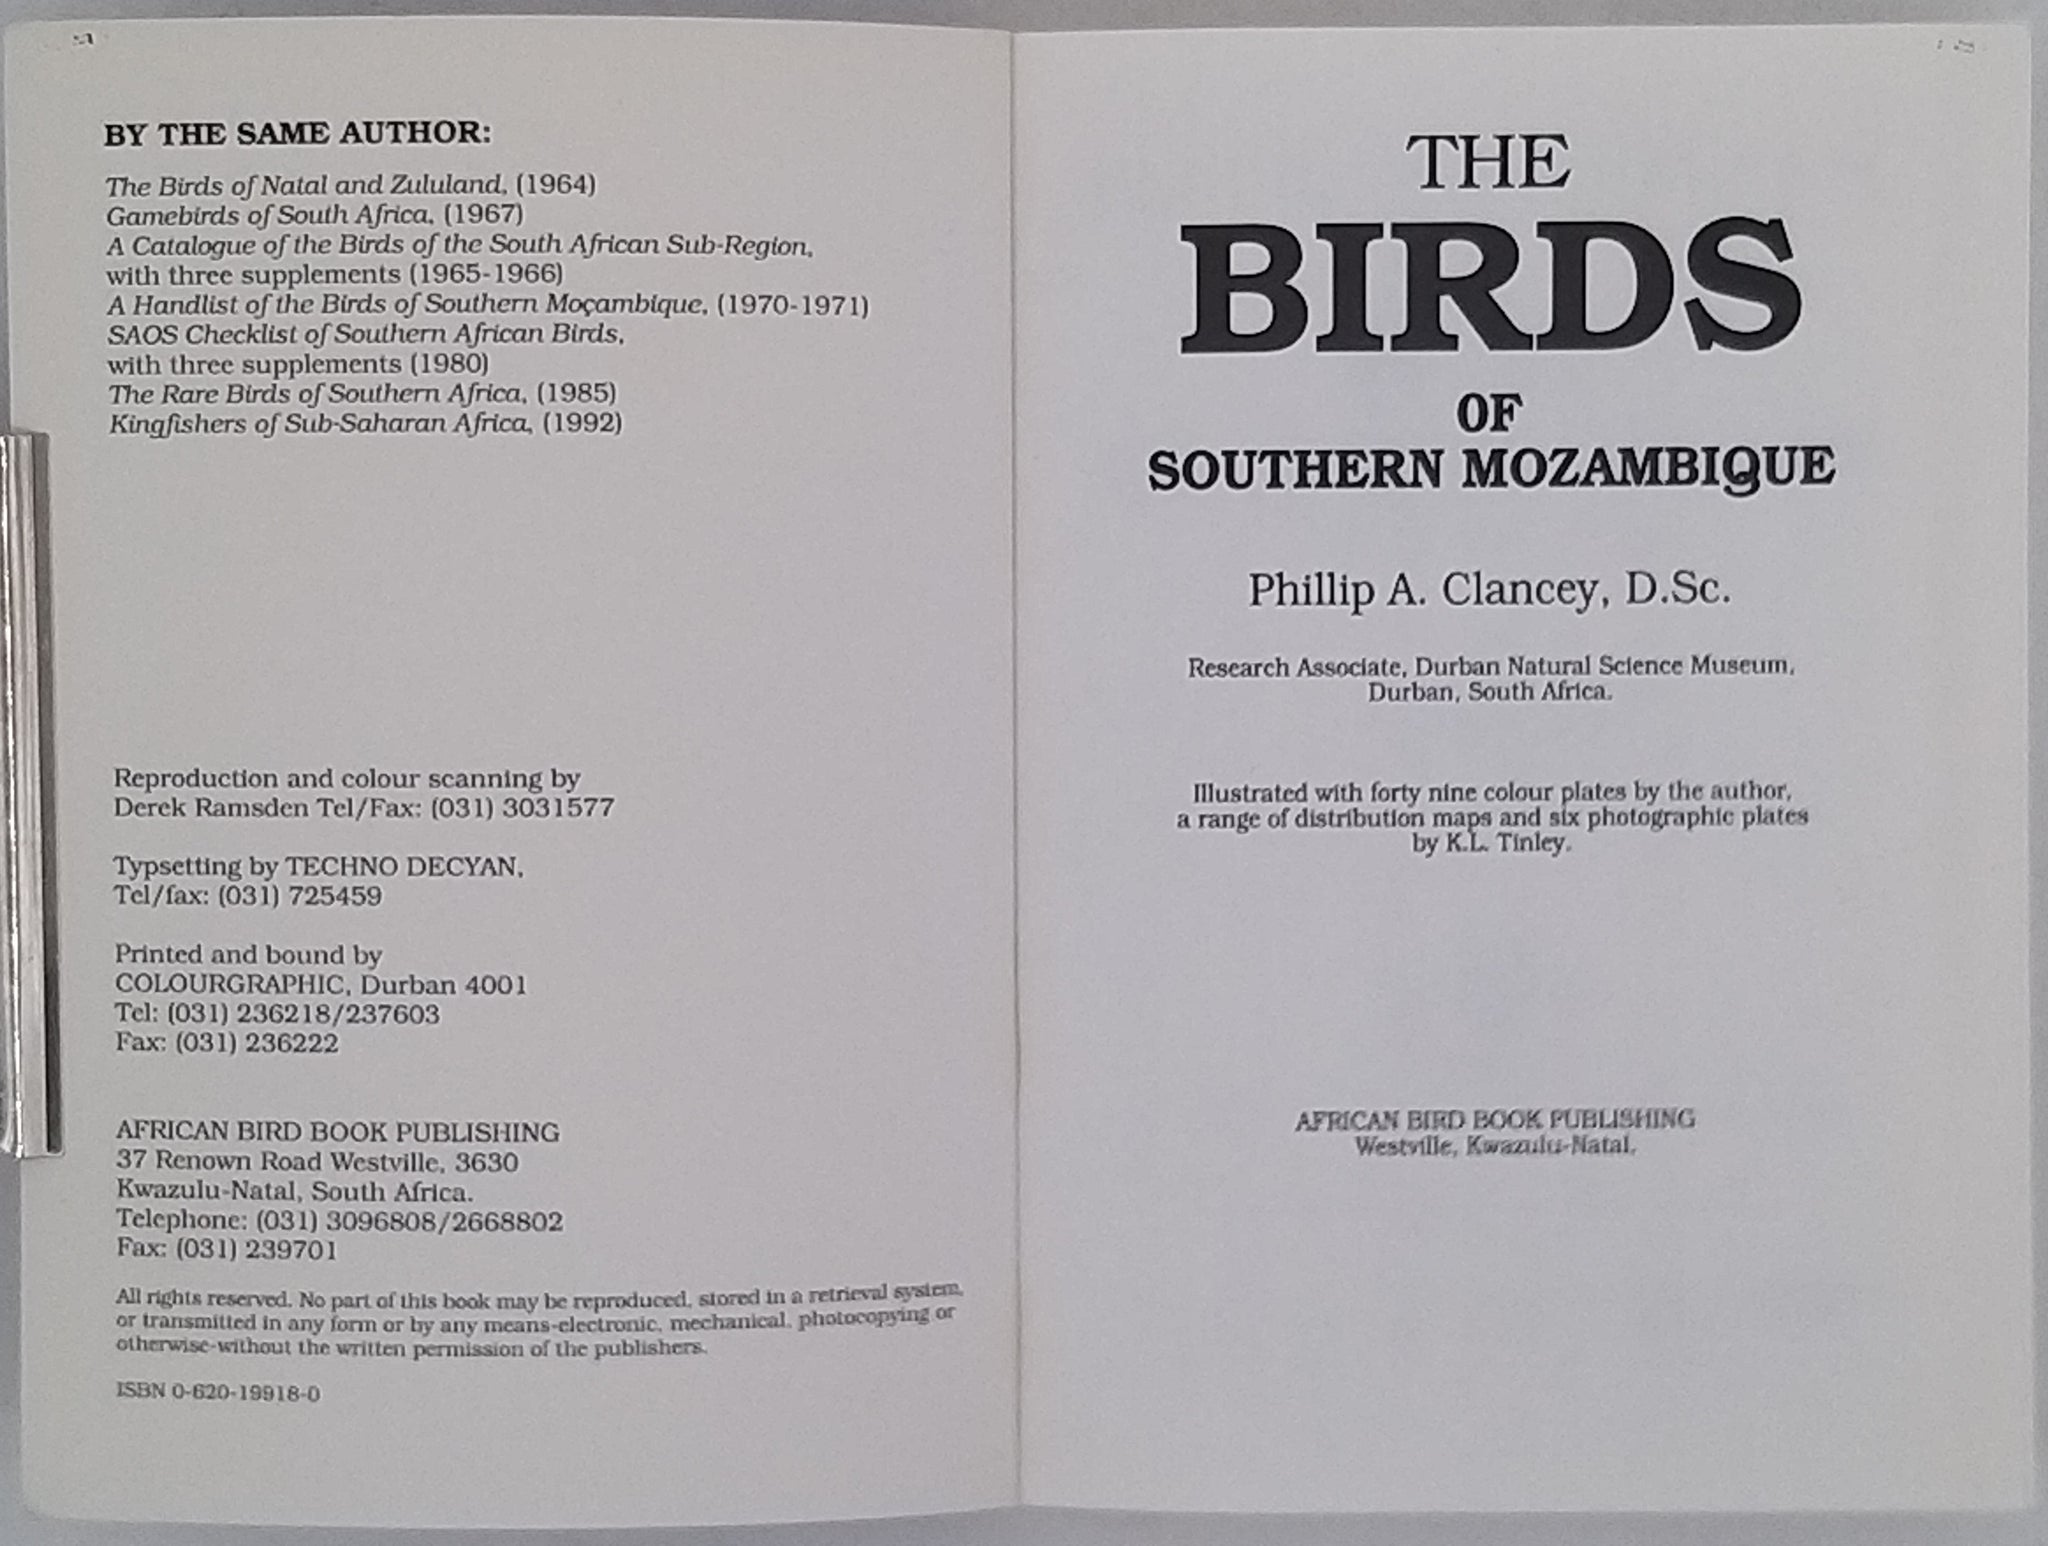 BY THE SAME AUTHOR:
The Birds of Natal and Zululand, (1964)
Gamebirds of South Africa, (1967)
A Catalogue of the Birds of the South African Sub-Region,
with three supplements (1965-1966)
A Handlist of the Birds of Southern Moçambique, (1970-1971)
SAOS Checklist of Southern African Birds,
with three supplements (1980)
The Rare Birds of Southern Africa, (1985)
Kingfishers of Sub-Saharan Africa, (1992)
Reproduction and colour scanning by
Derek Ramsden Tel/Fax: (031) 3031577
Typsetting by TECHNO DECYAN,
Tel/fax: (031) 725459
Printed and bound by
COLOURGRAPHIC, Durban 4001
Tel: (031) 236218/237603
Fax: (031) 236222
AFRICAN BIRD BOOK PUBLISHING
37 Renown Road Westville, 3630
Kwazulu-Natal, South Africa.
Telephone: (031) 3096808/2668802
Fax: (031) 239701
All rights reserved. No part of this book may be reproduced, stored in a retrieval system,
or transmitted in any form or by any means-electronic, mechanical, photocopying or
otherwise-without the written permission of the publishers.
ISBN 0-620-19918-0
THE
BIRDS
OF
SOUTHERN MOZAMBIQUE
Phillip A. Clancey, D.Sc.
Research Associate, Durban Natural Science Museum,
Durban, South Africa.
Illustrated with forty nine colour plates by the author,
a range of distribution maps and six photographic plates
by K.L. Tinley.
AFRICAN BIRD BOOK PUBLISHING
Westville, Kwazulu-Natal.